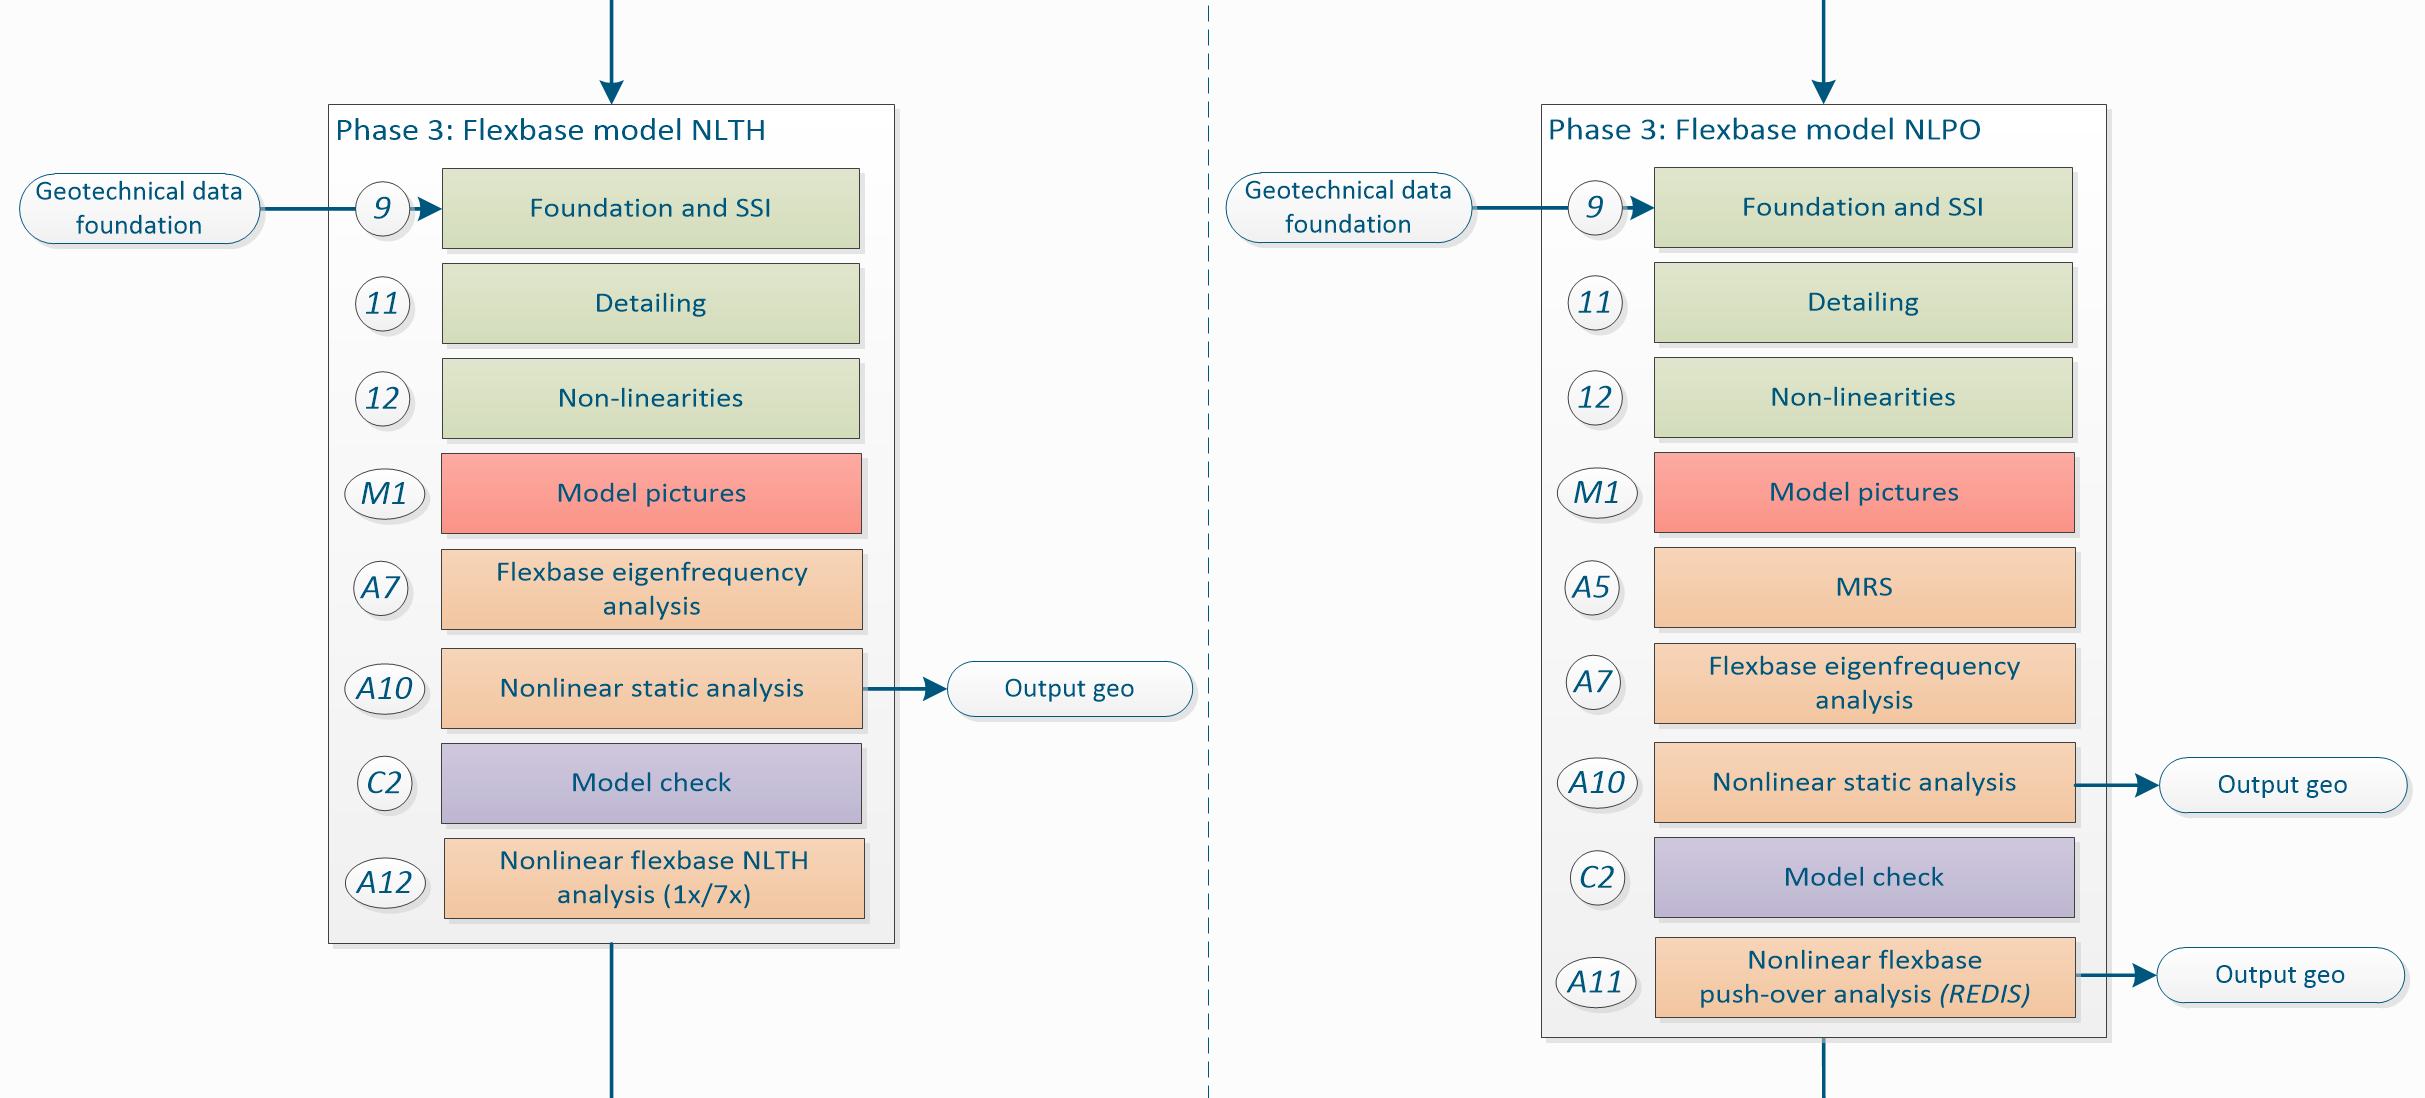 Phase 3: Flexbase model NLTH
Geotechnical data
foundation
9
Foundation and SSI
11
Detailing
12
Non-linearities
M1
Model pictures
A7
Flexbase eigenfrequency
analysis
A10
Nonlinear static analysis
Output geo
C2
Model check
A12
Nonlinear flexbase NLTH
analysis (1x/7x)
Phase 3: Flexbase model NLPO
Geotechnical data
foundation
9
Foundation and SSI
11
Detailing
12
Non-linearities
M1
Model pictures
A5
MRS
A7
Flexbase eigenfrequency
analysis
A10
Nonlinear static analysis
Output geo
C2
Model check
A11
Nonlinear flexbase
push-over analysis (REDIS)
Output geo